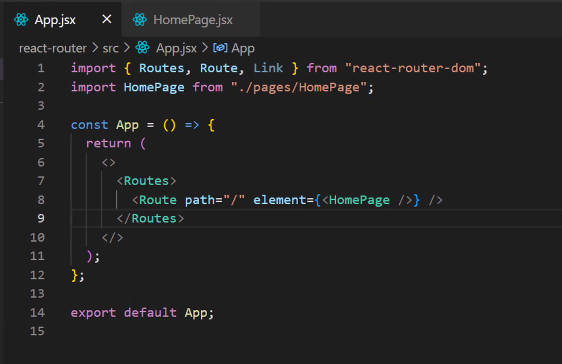 App.jsx HomePage.jsx
react-router > src > App.jsx > App
1 import { Routes, Route, Link } from "react-router-dom";
2 import HomePage from "./pages/HomePage";
3
4 const App = () => {
5   return (
6     <>
7       <Routes>
8         <Route path="/" element={<HomePage />} />
9       </Routes>
10     </>
11   );
12 };
13
14 export default App;
15